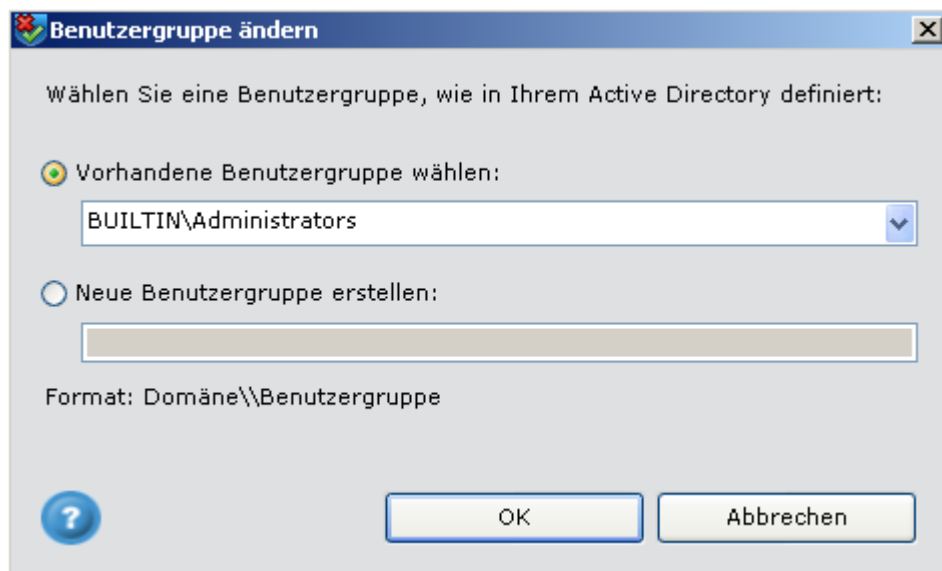 Benutzergruppe ändern
Wählen Sie eine Benutzergruppe, wie in Ihrem Active Directory definiert:
Vorhandene Benutzergruppe wählen:
BUILTIN\Administrators
Neue Benutzergruppe erstellen:
Format: Domäne\\Benutzergruppe
?
OK
Abbrechen